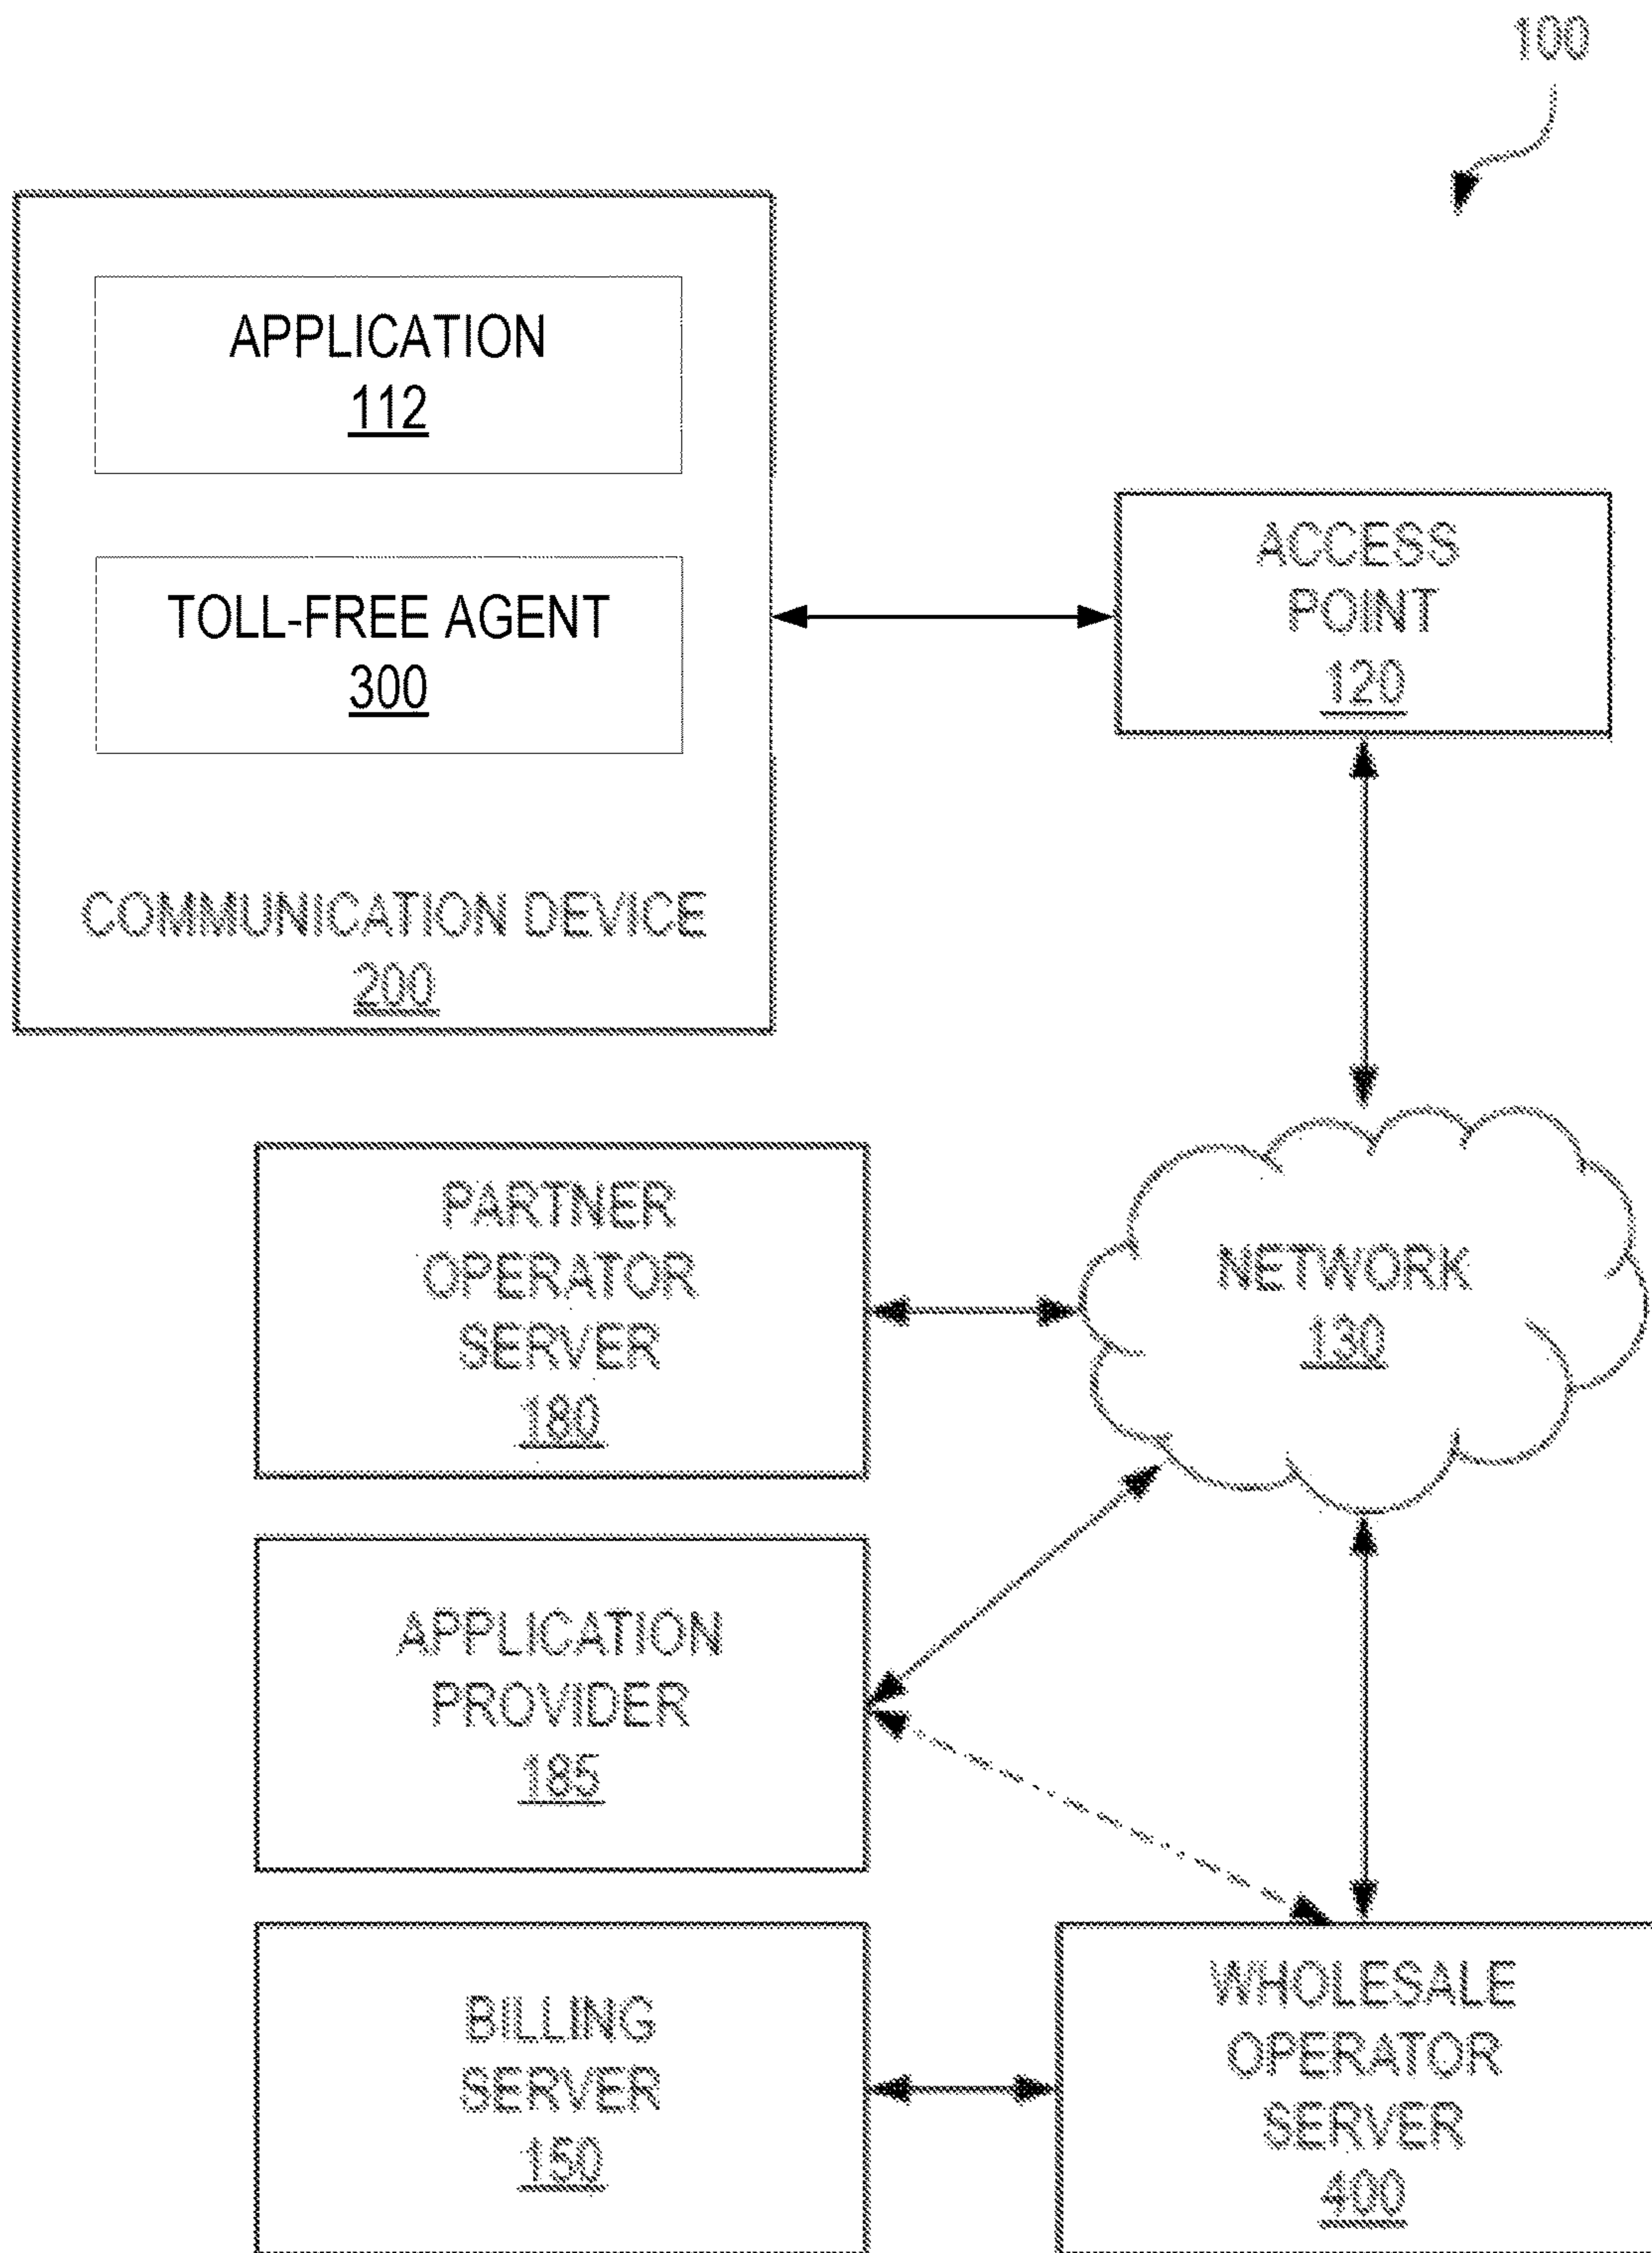 100
APPLICATION
112
TOLL-FREE AGENT
300
COMMUNICATION DEVICE
200
ACCESS
POINT
120
PARTNER
OPERATOR
SERVER
180
NETWORK
130
APPLICATION
PROVIDER
185
BILLING
SERVER
150
WHOLESALE
OPERATOR
SERVER
400